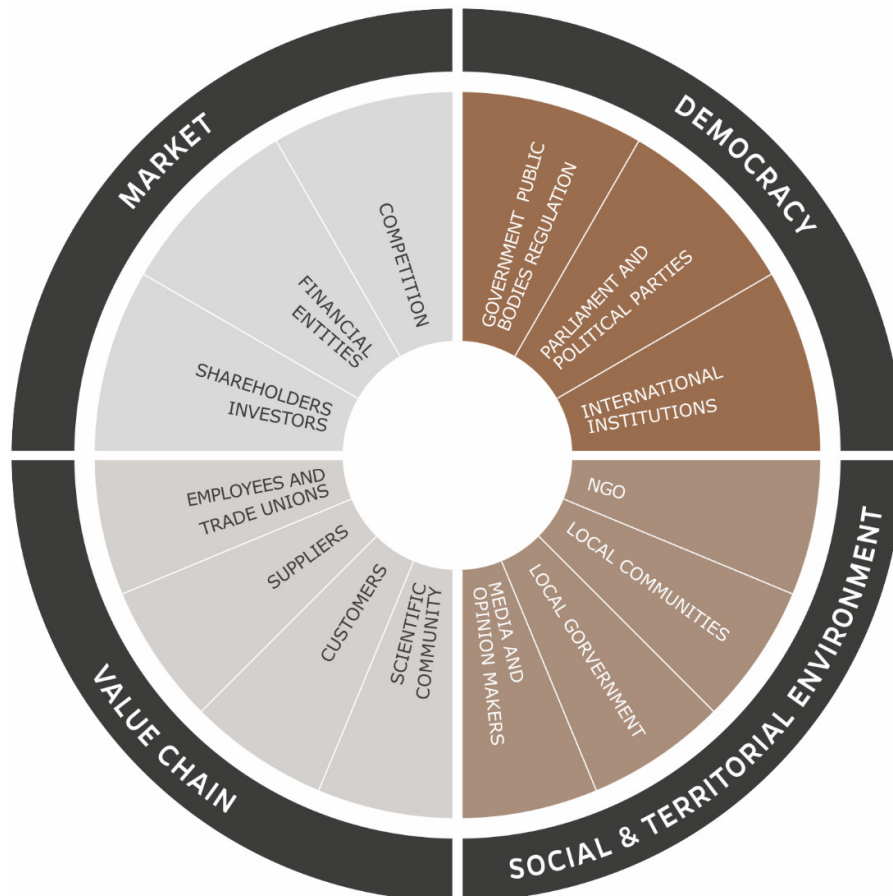 MARKET
COMPETITION
FINANCIAL
ENTITIES
SHAREHOLDERS
INVESTORS
DEMOCRACY
GOVERNMENT PUBLIC
BODIES REGULATION
PARLIAMENT AND
POLITICAL PARTIES
INTERNATIONAL
INSTITUTIONS
VALUE CHAIN
EMPLOYEES AND
TRADE UNIONS
SUPPLIERS
CUSTOMERS
SCIENTIFIC
COMMUNITY
SOCIAL & TERRITORIAL ENVIRONMENT
NGO
LOCAL COMMUNITIES
LOCAL GORVERNMENT
MEDIA AND
OPINION MAKERS